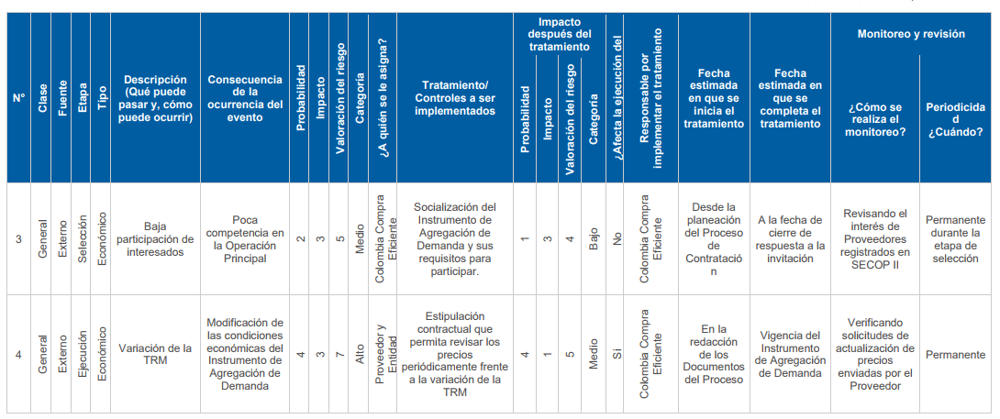 N°
Clase
Fuente
Etapa
Tipo
Descripción
(Qué puede
pasar y, cómo
puede ocurrir)
Consecuencia
de la
ocurrencia del
evento
Probabilidad
Impacto
Valoración del riesgo
Categoría
¿A quién se le asigna?
Tratamiento/
Controles a ser
implementados
Impacto
después del
tratamiento
Probabilidad
Impacto
Valoración del riesgo
Categoría
¿Afecta la ejecución del
Responsable por
implementar el tratamiento
Fecha
estimada
en que se
inicia el
tratamiento
Fecha
estimada
en que se
completa el
tratamiento
Monitoreo y revisión
¿Cómo se
realiza el
monitoreo?
Periodicida
d
¿Cuándo?
3
General
Externo
Selección
Económico
Baja
participación de
interesados
Poca
competencia en
la Operación
Principal
2
3
5
Medio
Colombia Compra
Eficiente
Socialización del
Instrumento de
Agregación de
Demanda y sus
requisitos para
participar.
1
3
4
Bajo
No
Colombia Compra
Eficiente
Desde la
planeación
del Proceso
de
Contratació
n
A la fecha de
cierre de
respuesta a la
invitación
Revisando el
interés de
Proveedores
registrados en
SECOP II
Permanente
durante la
etapa de
selección
4
General
Externo
Ejecución
Económico
Variación de la
TRM
Modificación de
las condiciones
económicas del
Instrumento de
Agregación de
Demanda
4
3
7
Alto
Proveedor y
Entidad
Estipulación
contractual que
permita revisar los
precios
periódicamente frente
a la variación de la
TRM
4
1
5
Medio
Si
Colombia Compra
Eficiente
En la
redacción
de los
Documentos
del Proceso
Vigencia del
Instrumento
de Agregación
de Demanda
Verificando
solicitudes de
actualización de
precios
enviadas por el
Proveedor
Permanente